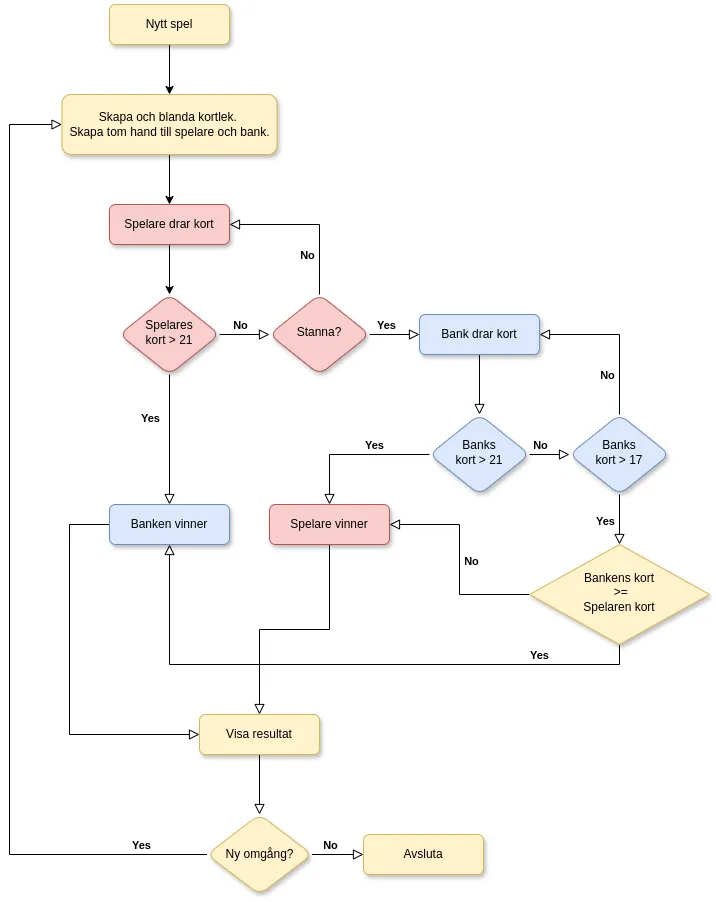 Nytt spel
Skapa och blanda kortlek.
Skapa tom hand till spelare och bank.
Spelare drar kort
No
Spelares
kort > 21
No
Stanna?
Yes
Bank drar kort
No
Yes
Banks
kort > 21
No
Banks
kort > 17
Yes
Banken vinner
Spelare vinner
Yes
No
Bankens kort
>=
Spelaren kort
Yes
Visa resultat
Ny omgång?
Yes
No
Avsluta